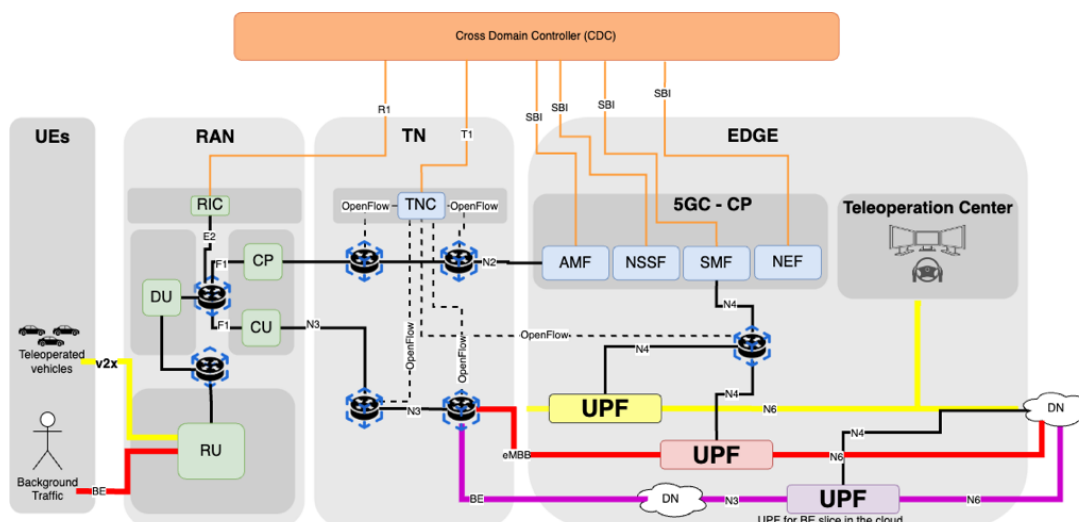 Cross Domain Controller (CDC)
R1
T1
SBI
SBI
SBI
SBI
UEs
RAN
TN
EDGE
RIC
OpenFlow
TNC
OpenFlow
5GC - CP
Teleoperation Center
E2
F1
CP
N2
AMF
NSSF
SMF
NEF
DU
F1
CU
N3
N4
OpenFlow
OpenFlow
OpenFlow
N4
Teleoperated
vehicles
v2x
N4
UPF
N6
DN
N3
RU
eMBB
UPF
N4
N6
Background
Traffic
BE
BE
DN
N3
UPF
N6
UPF for BE slice in the cloud